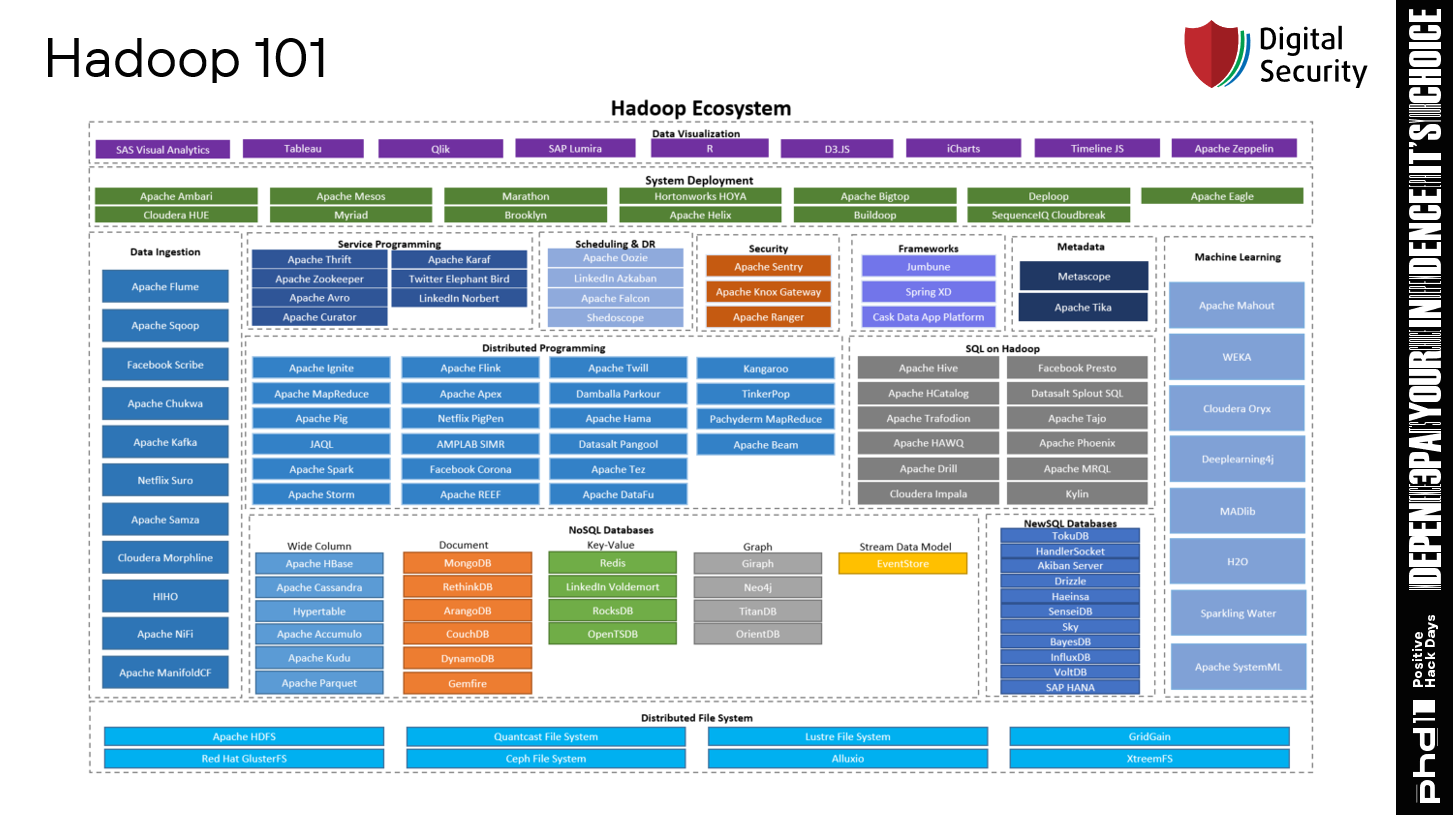 Hadoop 101
Digital
Security
Hadoop Ecosystem
Data Visualization
SAS Visual Analytics
Tableau
Qlik
SAP Lumira
R
D3.JS
iCharts
Timeline JS
Apache Zeppelin
System Deployment
Apache Ambari
Apache Mesos
Marathon
Hortonworks HOYA
Apache Bigtop
Deploop
Apache Eagle
Cloudera HUE
Myriad
Brooklyn
Apache Helix
Buildoop
SequenceIQ Cloudbreak
Data Ingestion
Apache Flume
Apache Sqoop
Facebook Scribe
Apache Chukwa
Apache Kafka
Netflix Suro
Apache Samza
Cloudera Morphline
HIHO
Apache NiFi
Apache ManifoldCF
Service Programming
Apache Thrift
Apache Karaf
Apache Zookeeper
Twitter Elephant Bird
Apache Avro
LinkedIn Norbert
Apache Curator
Scheduling & DR
Apache Oozie
LinkedIn Azkaban
Apache Falcon
Shedoscope
Security
Apache Sentry
Apache Knox Gateway
Apache Ranger
Frameworks
Jumbune
Spring XD
Cask Data App Platform
Metadata
Metascope
Apache Tika
Machine Learning
Apache Mahout
WEKA
Cloudera Oryx
Deeplearning4j
MADlib
H2O
Sparkling Water
Apache SystemML
Distributed Programming
Apache Ignite
Apache Flink
Apache Twill
Kangaroo
Apache MapReduce
Apache Apex
Damballa Parkour
TinkerPop
Apache Pig
Netflix PigPen
Apache Hama
Pachyderm MapReduce
JAQL
AMPLAB SIMR
Datasalt Pangool
Apache Beam
Apache Spark
Facebook Corona
Apache Tez
Apache Storm
Apache REEF
Apache DataFu
SQL on Hadoop
Apache Hive
Facebook Presto
Apache HCatalog
Datasalt Splout SQL
Apache Trafodion
Apache Tajo
Apache HAWQ
Apache Phoenix
Apache Drill
Apache MRQL
Cloudera Impala
Kylin
NoSQL Databases
Wide Column
Apache HBase
Apache Cassandra
Hypertable
Apache Accumulo
Apache Kudu
Apache Parquet
Document
MongoDB
RethinkDB
ArangoDB
CouchDB
DynamoDB
Gemfire
Key-Value
Redis
LinkedIn Voldemort
RocksDB
OpenTSDB
Graph
Giraph
Neo4j
TitanDB
OrientDB
Stream Data Model
EventStore
NewSQL Databases
TokuDB
HandlerSocket
Akiban Server
Drizzle
Haeinsa
SenseiDB
Sky
BayesDB
InfluxDB
VoltDB
SAP HANA
Distributed File System
Apache HDFS
Quantcast File System
Lustre File System
GridGain
Red Hat GlusterFS
Ceph File System
Alluxio
XtreemFS
Positive
Hack Days
phd11